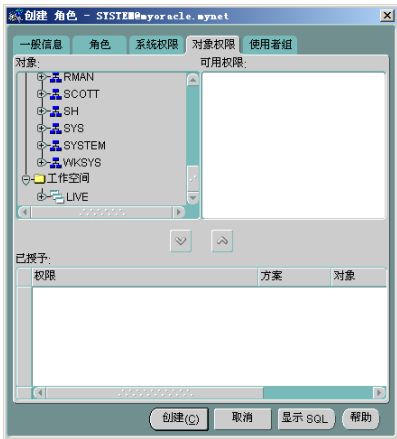 创建 角色 - SYSTEM@myoracle.mynet
一般信息 角色 系统权限 对象权限 使用者组
对象: 可用权限:
RMAN
SCOTT
SH
SYS
SYSTEM
WKSYS
工作空间
LIVE
已授予:
权限 方案 对象
创建(C) 取消 显示 SQL 帮助